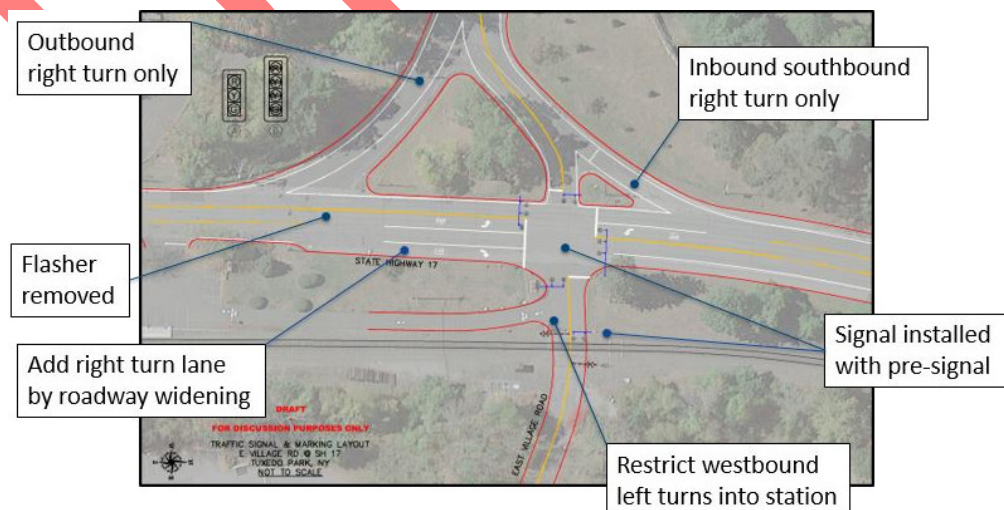 Outbound
right turn only
Inbound southbound
right turn only
Flasher
removed
STATE HIGHWAY 17
Add right turn lane
by roadway widening
Signal installed
with pre-signal
EAST VILLAGE ROAD
DRAFT
FOR DISCUSSION PURPOSES ONLY
TRAFFIC SIGNAL & MARKING LAYOUT
E VILLAGE RD @ SH 17
TUXEDO PARK, NY
NOT TO SCALE
Restrict westbound
left turns into station